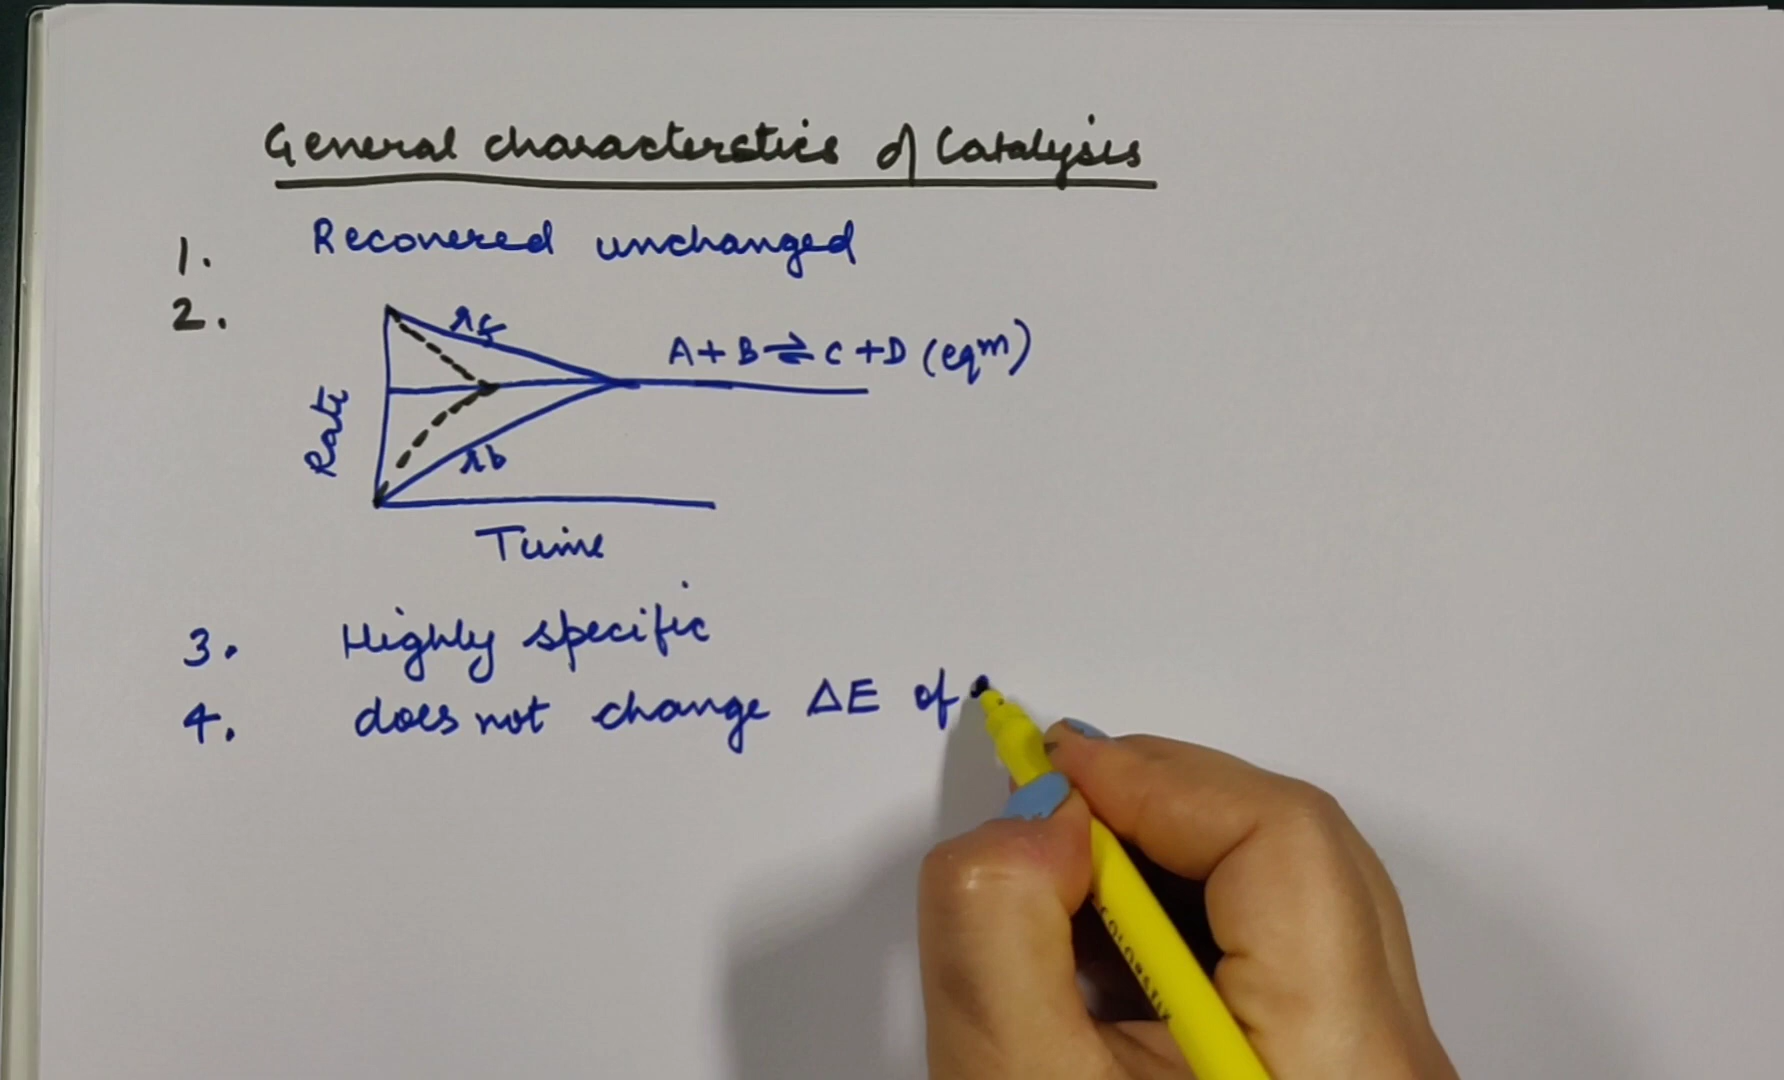 General characterstics of Catalysis
1. Recovered unchanged
2.
rf
A + B ⇌ C + D (eqm)
Rate
rb
Time
3. Highly specific
4. does not change ΔE of